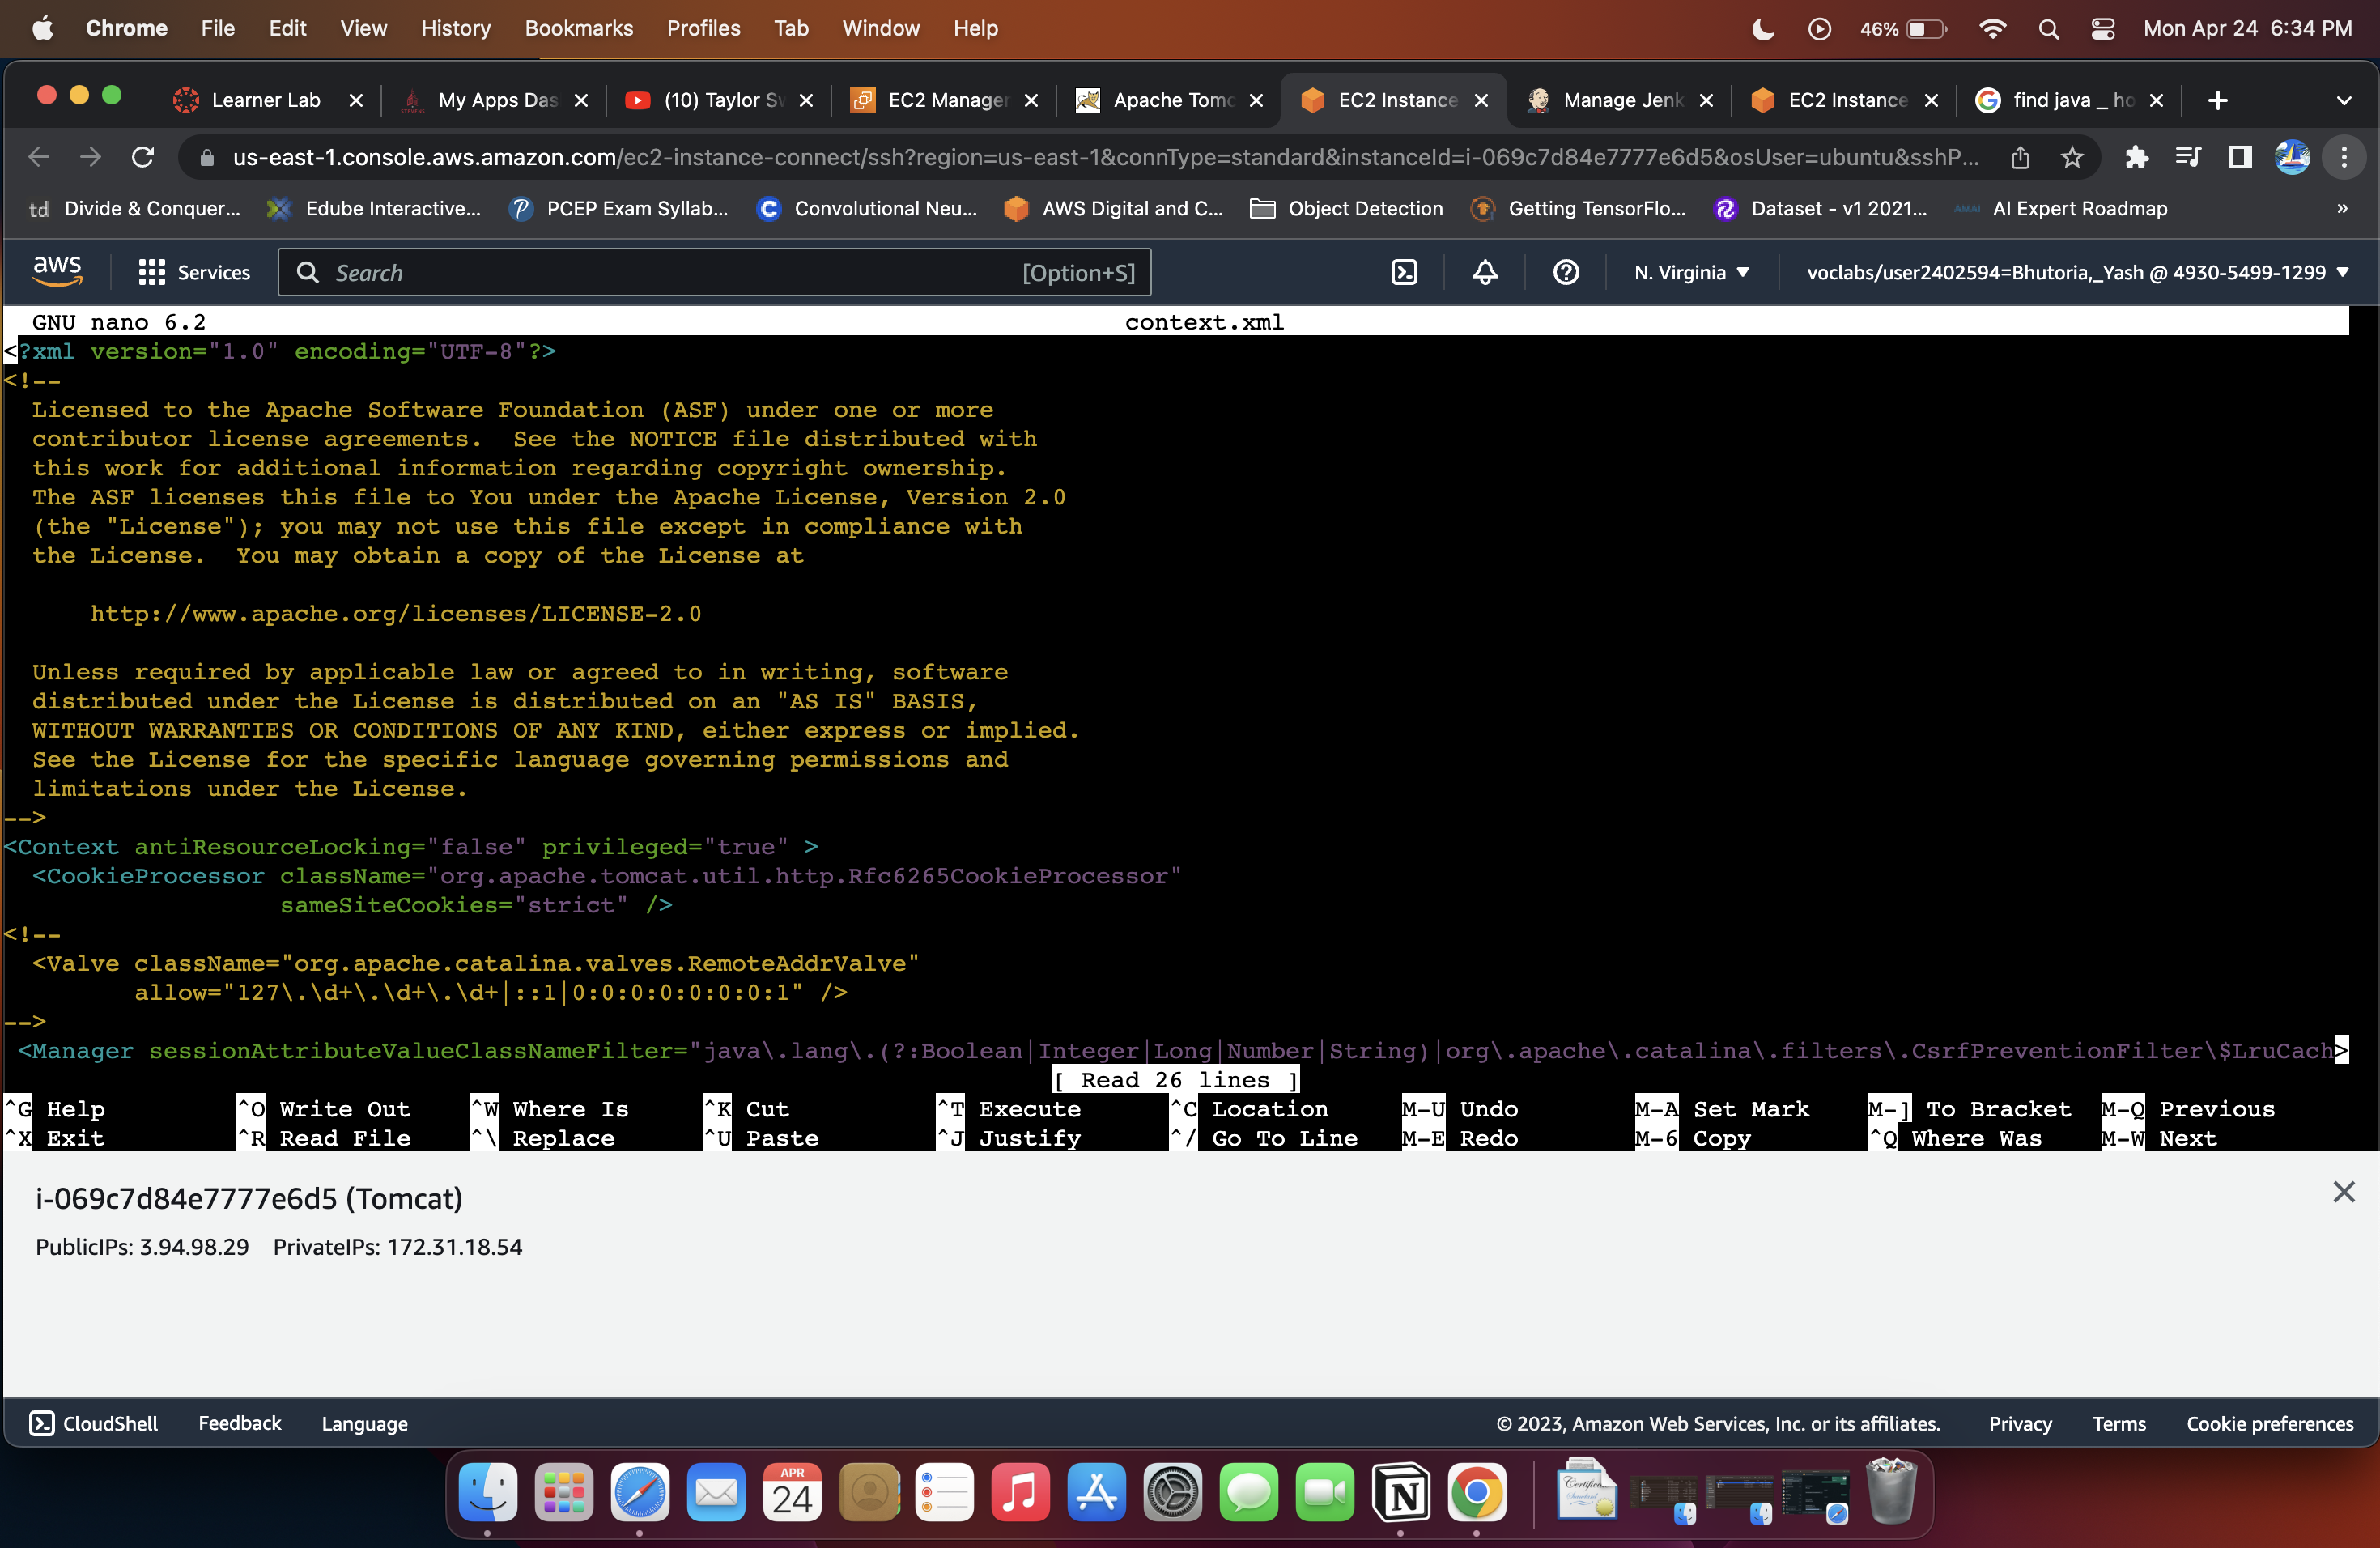 Chrome File Edit View History Bookmarks Profiles Tab Window Help 46% Mon Apr 24 6:34 PM
Learner Lab My Apps Das (10) Taylor Sw EC2 Manager Apache Tomc EC2 Instance Manage Jenk EC2 Instance find java _ ho
us-east-1.console.aws.amazon.com/ec2-instance-connect/ssh?region=us-east-1&connType=standard&instanceId=i-069c7d84e7777e6d5&osUser=ubuntu&sshP...
td Divide & Conquer... Edube Interactive... PCEP Exam Syllab... Convolutional Neu... AWS Digital and C... Object Detection Getting TensorFlo... Dataset - v1 2021... AMAI AI Expert Roadmap »
aws Services Search [Option+S] N. Virginia voclabs/user2402594=Bhutoria,_Yash @ 4930-5499-1299
GNU nano 6.2 context.xml
<?xml version="1.0" encoding="UTF-8"?>
<!--
Licensed to the Apache Software Foundation (ASF) under one or more
contributor license agreements.  See the NOTICE file distributed with
this work for additional information regarding copyright ownership.
The ASF licenses this file to You under the Apache License, Version 2.0
(the "License"); you may not use this file except in compliance with
the License.  You may obtain a copy of the License at
http://www.apache.org/licenses/LICENSE-2.0
Unless required by applicable law or agreed to in writing, software
distributed under the License is distributed on an "AS IS" BASIS,
WITHOUT WARRANTIES OR CONDITIONS OF ANY KIND, either express or implied.
See the License for the specific language governing permissions and
limitations under the License.
-->
<Context antiResourceLocking="false" privileged="true" >
<CookieProcessor className="org.apache.tomcat.util.http.Rfc6265CookieProcessor"
sameSiteCookies="strict" />
<!--
<Valve className="org.apache.catalina.valves.RemoteAddrValve"
allow="127\.\d+\.\d+\.\d+|::1|0:0:0:0:0:0:0:1" />
-->
<Manager sessionAttributeValueClassNameFilter="java\.lang\.(?:Boolean|Integer|Long|Number|String)|org\.apache\.catalina\.filters\.CsrfPreventionFilter\$LruCach>
[ Read 26 lines ]
^G Help ^O Write Out ^W Where Is ^K Cut ^T Execute ^C Location M-U Undo M-A Set Mark M-] To Bracket M-Q Previous
^X Exit ^R Read File ^\ Replace ^U Paste ^J Justify ^/ Go To Line M-E Redo M-6 Copy ^Q Where Was M-W Next
i-069c7d84e7777e6d5 (Tomcat)
PublicIPs: 3.94.98.29 PrivateIPs: 172.31.18.54
CloudShell Feedback Language © 2023, Amazon Web Services, Inc. or its affiliates. Privacy Terms Cookie preferences
APR
24